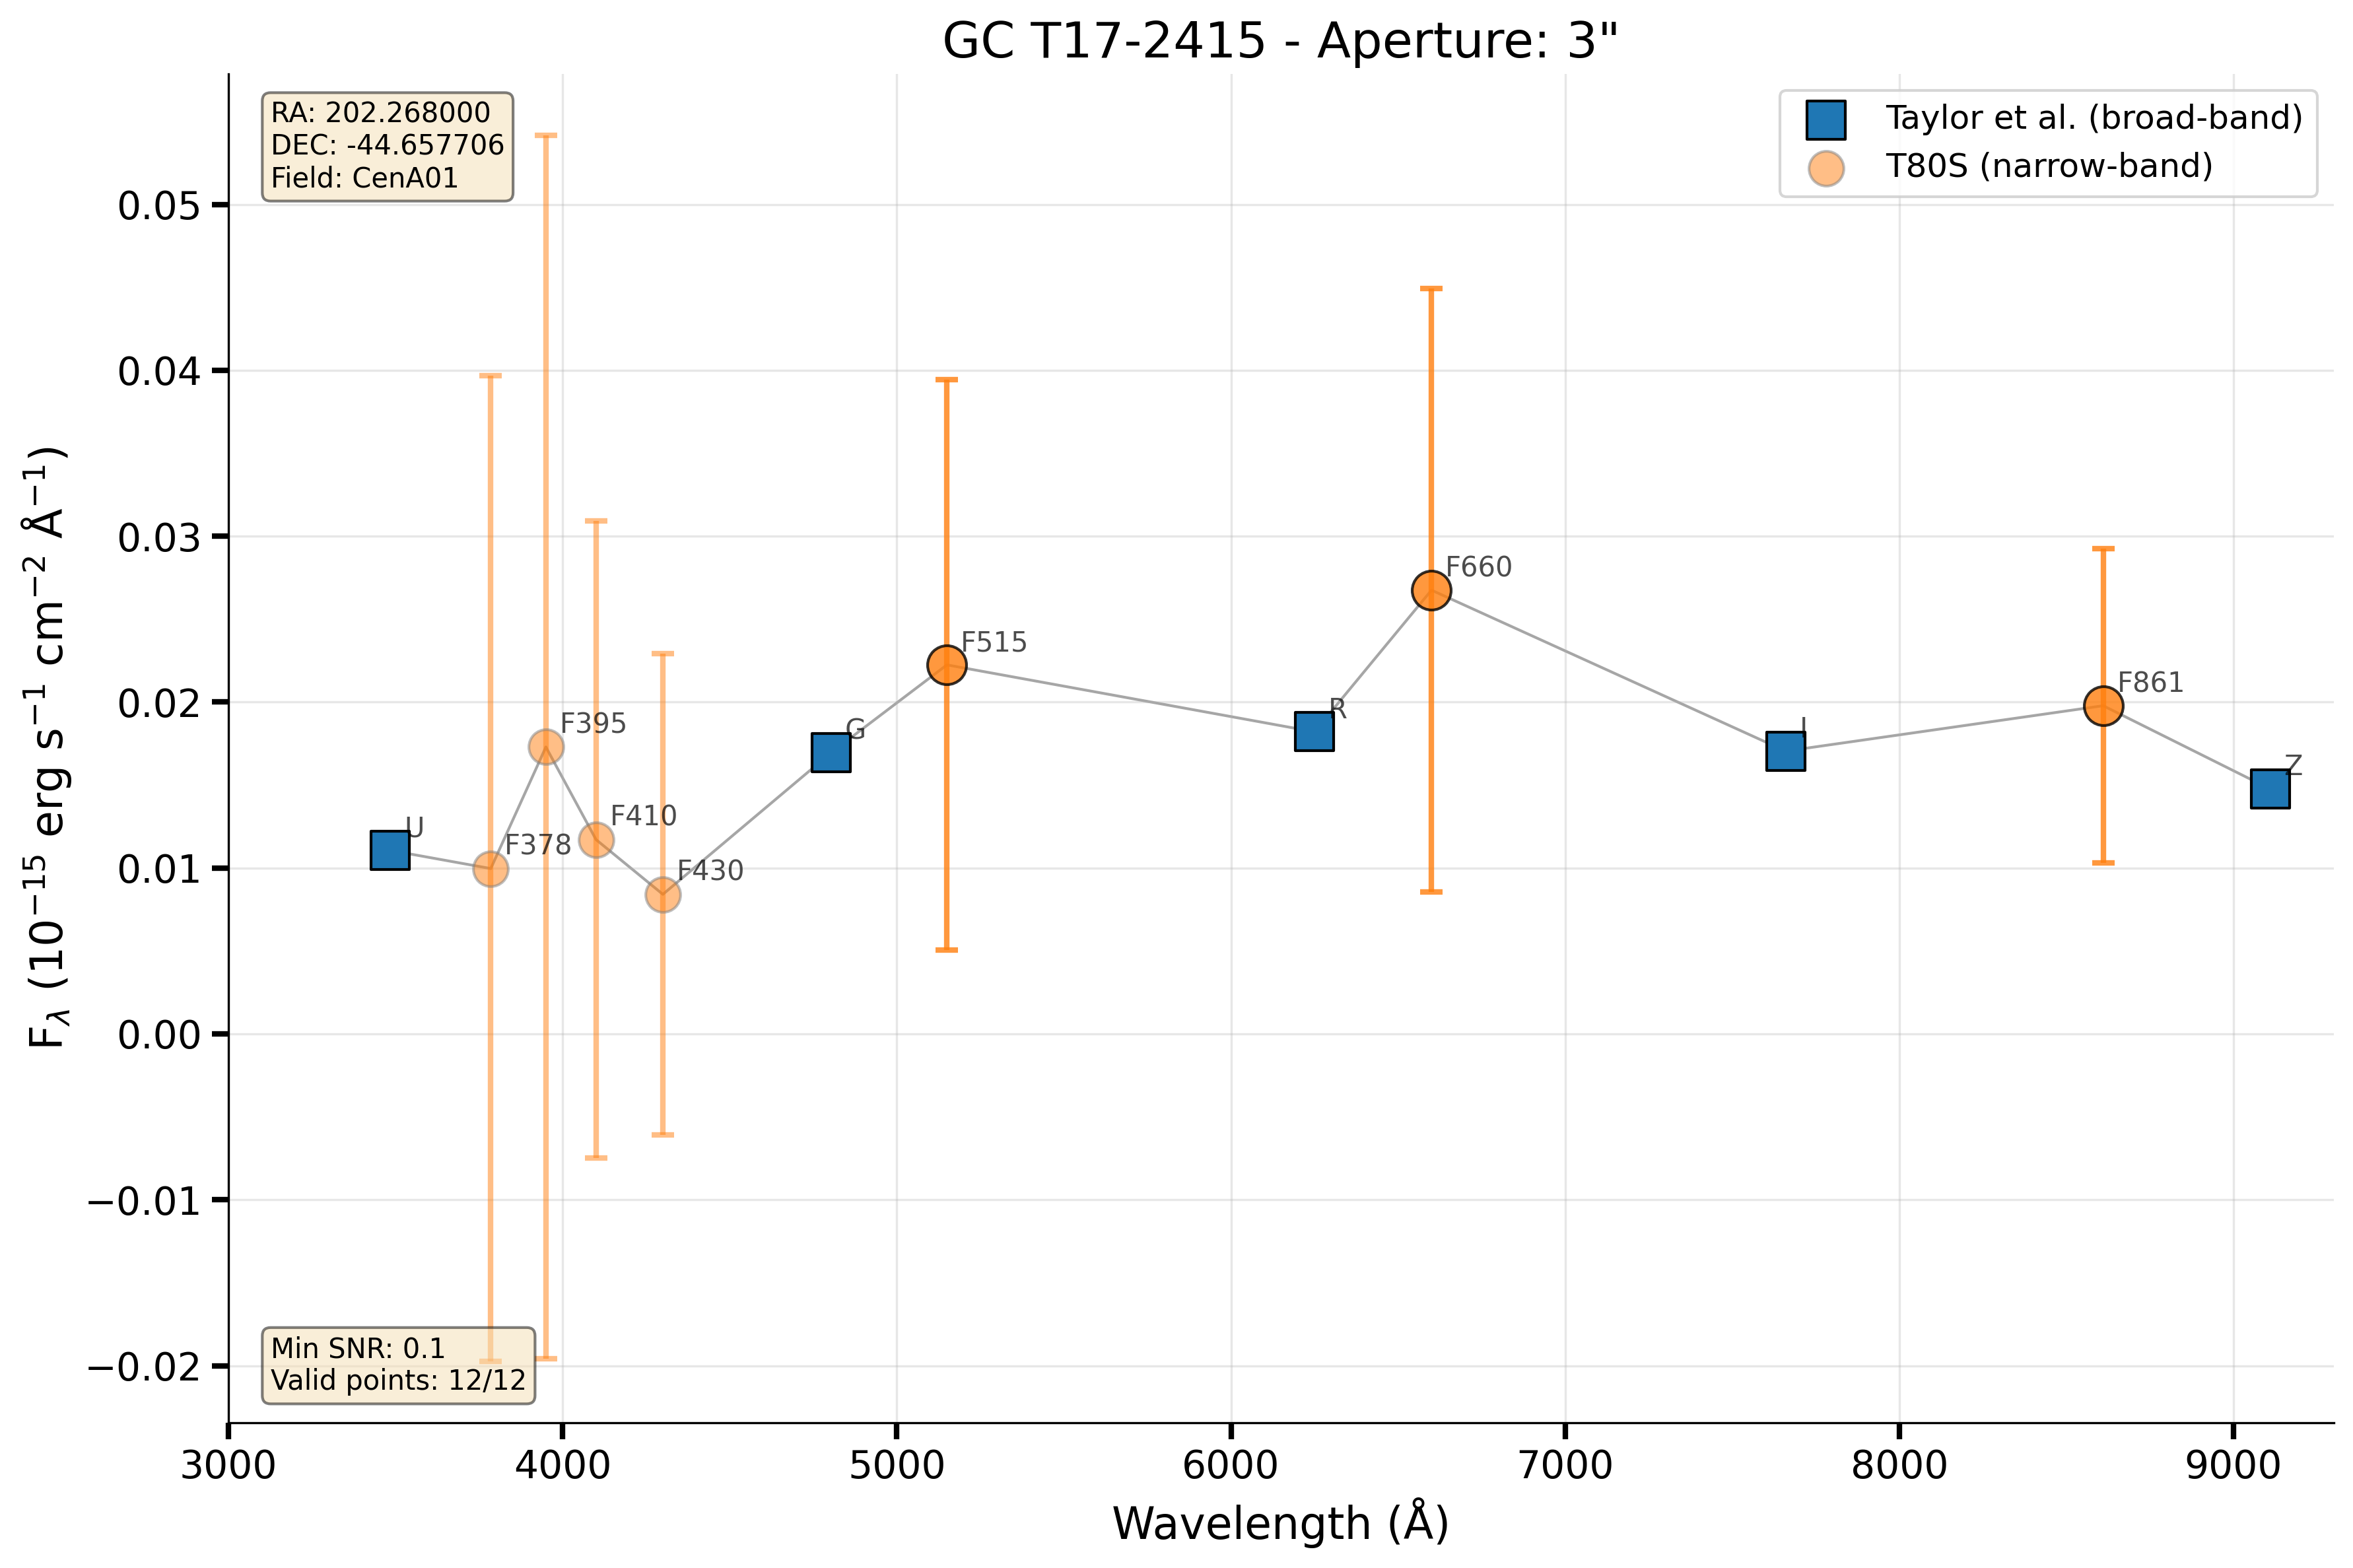 GC T17-2415 - Aperture: 3"
RA: 202.268000
DEC: -44.657706
Field: CenA01
Taylor et al. (broad-band)
T80S (narrow-band)
F_λ (10⁻¹⁵ erg s⁻¹ cm⁻² Å⁻¹)
0.05
0.04
0.03
0.02
0.01
0.00
−0.01
−0.02
U
F378
F395
F410
F430
G
F515
R
F660
I
F861
Z
Min SNR: 0.1
Valid points: 12/12
3000 4000 5000 6000 7000 8000 9000
Wavelength (Å)